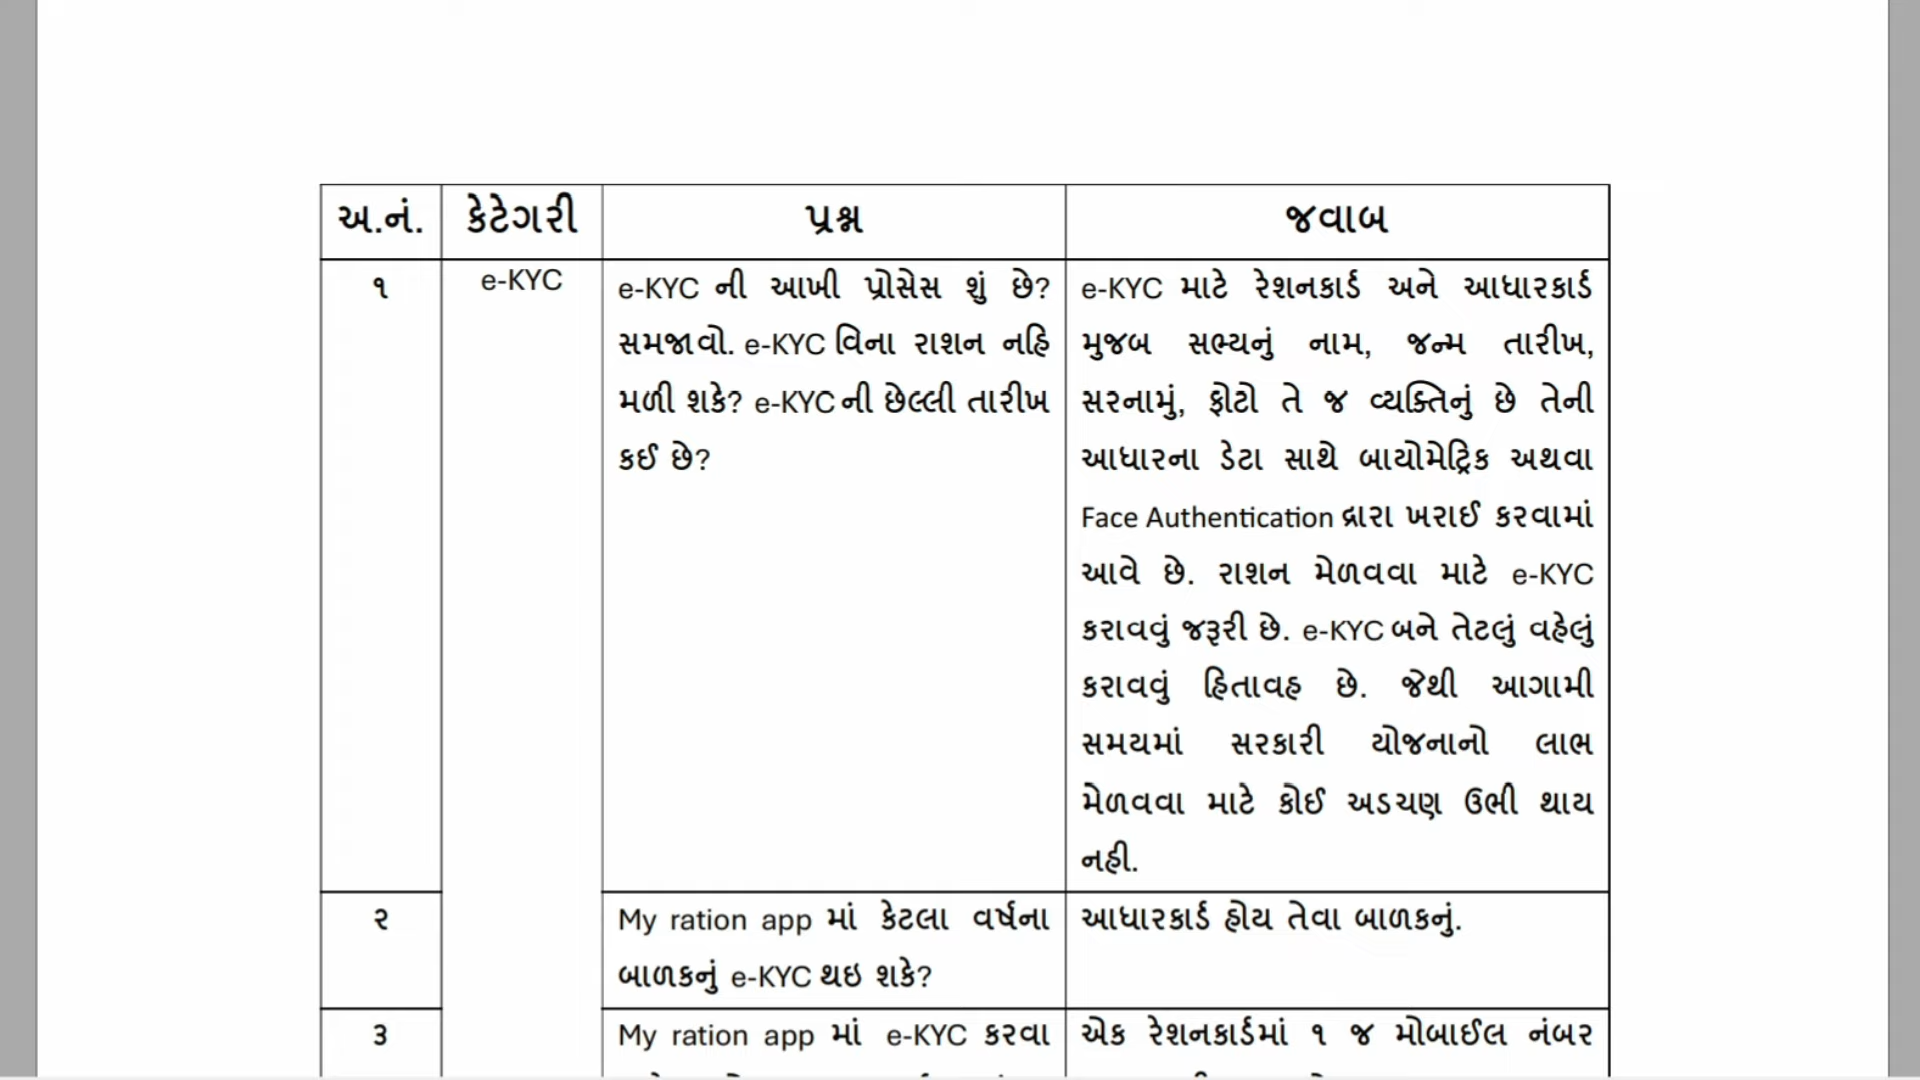 અ.નં. કેટેગરી પ્રશ્ન જવાબ
૧ e-KYC
e-KYC ની આખી પ્રોસેસ શું છે?
સમજાવો. e-KYC વિના રાશન નહિ
મળી શકે? e-KYC ની છેલ્લી તારીખ
કઈ છે?
e-KYC માટે રેશનકાર્ડ અને આધારકાર્ડ
મુજબ સભ્યનું નામ, જન્મ તારીખ,
સરનામું, ફોટો તે જ વ્યક્તિનું છે તેની
આધારના ડેટા સાથે બાયોમેટ્રિક અથવા
Face Authentication દ્રારા ખરાઈ કરવામાં
આવે છે. રાશન મેળવવા માટે e-KYC
કરાવવું જરૂરી છે. e-KYC બને તેટલું વહેલું
કરાવવું હિતાવહ છે. જેથી આગામી
સમયમાં સરકારી યોજનાનો લાભ
મેળવવા માટે કોઈ અડચણ ઉભી થાય
નહી.
૨
My ration app માં કેટલા વર્ષના
બાળકનું e-KYC થઇ શકે?
આધારકાર્ડ હોય તેવા બાળકનું.
૩
My ration app માં e-KYC કરવા
એક રેશનકાર્ડમાં ૧ જ મોબાઈલ નંબર